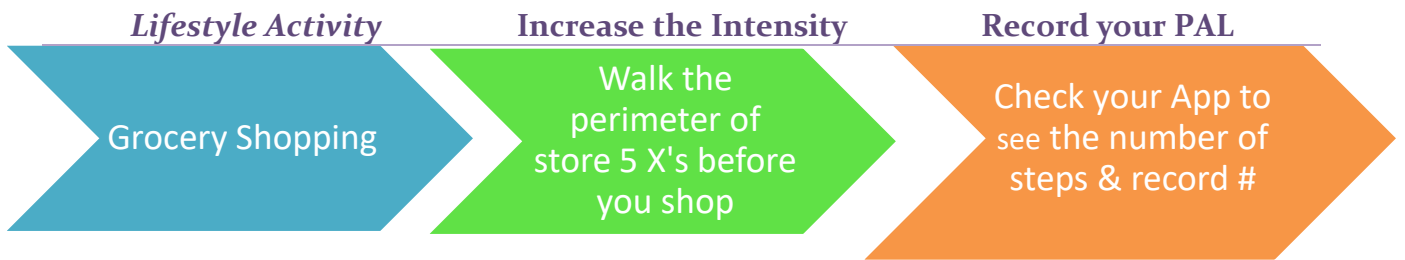 Lifestyle Activity
Increase the Intensity
Record your PAL
Grocery Shopping
Walk the
perimeter of
store 5 X's before
you shop
Check your App to
see the number of
steps & record #